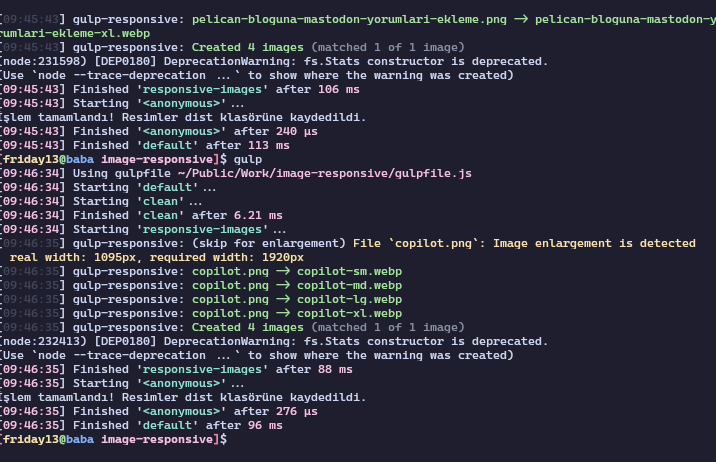 [09:45:43] gulp-responsive: pelican-bloguna-mastodon-yorumlari-ekleme.png -> pelican-bloguna-mastodon-y
rumlari-ekleme-xl.webp
[09:45:43] gulp-responsive: Created 4 images (matched 1 of 1 image)
(node:231598) [DEP0180] DeprecationWarning: fs.Stats constructor is deprecated.
(Use `node --trace-deprecation ...` to show where the warning was created)
[09:45:43] Finished 'responsive-images' after 106 ms
[09:45:43] Starting '<anonymous>'...
İşlem tamamlandı! Resimler dist klasörüne kaydedildi.
[09:45:43] Finished '<anonymous>' after 240 μs
[09:45:43] Finished 'default' after 113 ms
[friday13@baba image-responsive]$ gulp
[09:46:34] Using gulpfile ~/Public/Work/image-responsive/gulpfile.js
[09:46:34] Starting 'default'...
[09:46:34] Starting 'clean'...
[09:46:34] Finished 'clean' after 6.21 ms
[09:46:34] Starting 'responsive-images'...
[09:46:35] gulp-responsive: (skip for enlargement) File `copilot.png`: Image enlargement is detected
real width: 1095px, required width: 1920px
[09:46:35] gulp-responsive: copilot.png -> copilot-sm.webp
[09:46:35] gulp-responsive: copilot.png -> copilot-md.webp
[09:46:35] gulp-responsive: copilot.png -> copilot-lg.webp
[09:46:35] gulp-responsive: copilot.png -> copilot-xl.webp
[09:46:35] gulp-responsive: Created 4 images (matched 1 of 1 image)
(node:232413) [DEP0180] DeprecationWarning: fs.Stats constructor is deprecated.
(Use `node --trace-deprecation ...` to show where the warning was created)
[09:46:35] Finished 'responsive-images' after 88 ms
[09:46:35] Starting '<anonymous>'...
İşlem tamamlandı! Resimler dist klasörüne kaydedildi.
[09:46:35] Finished '<anonymous>' after 276 μs
[09:46:35] Finished 'default' after 96 ms
[friday13@baba image-responsive]$